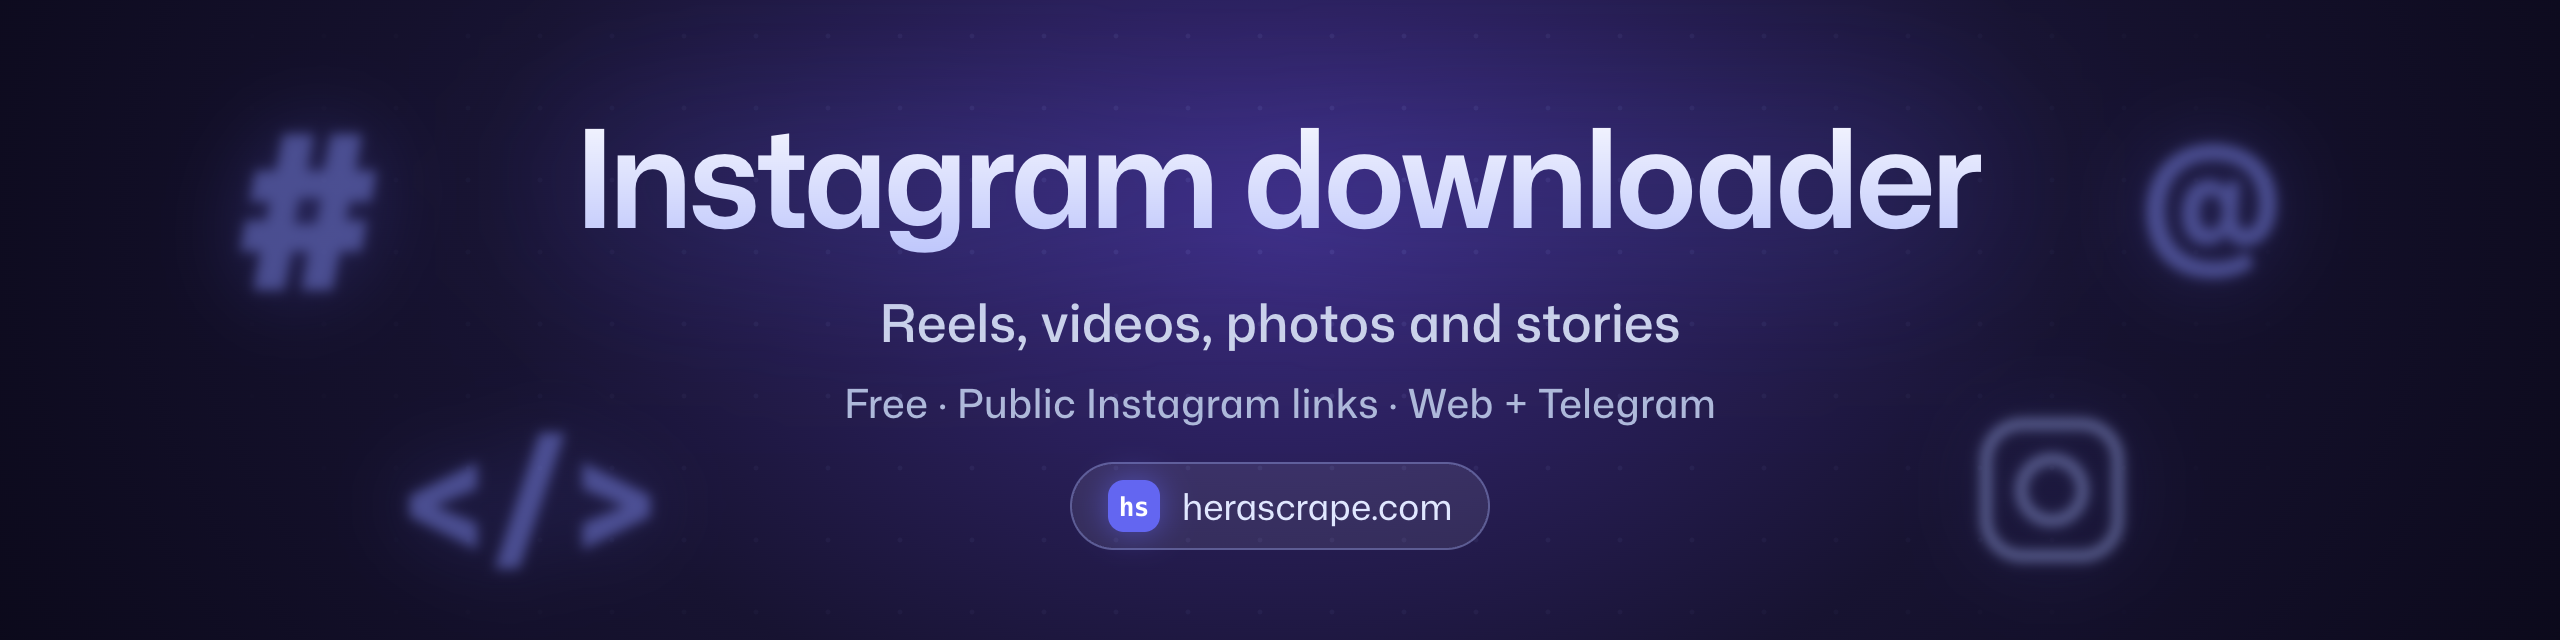 Instagram downloader
#
@
Reels, videos, photos and stories
Free · Public Instagram links · Web + Telegram
</>
hs herascrape.com